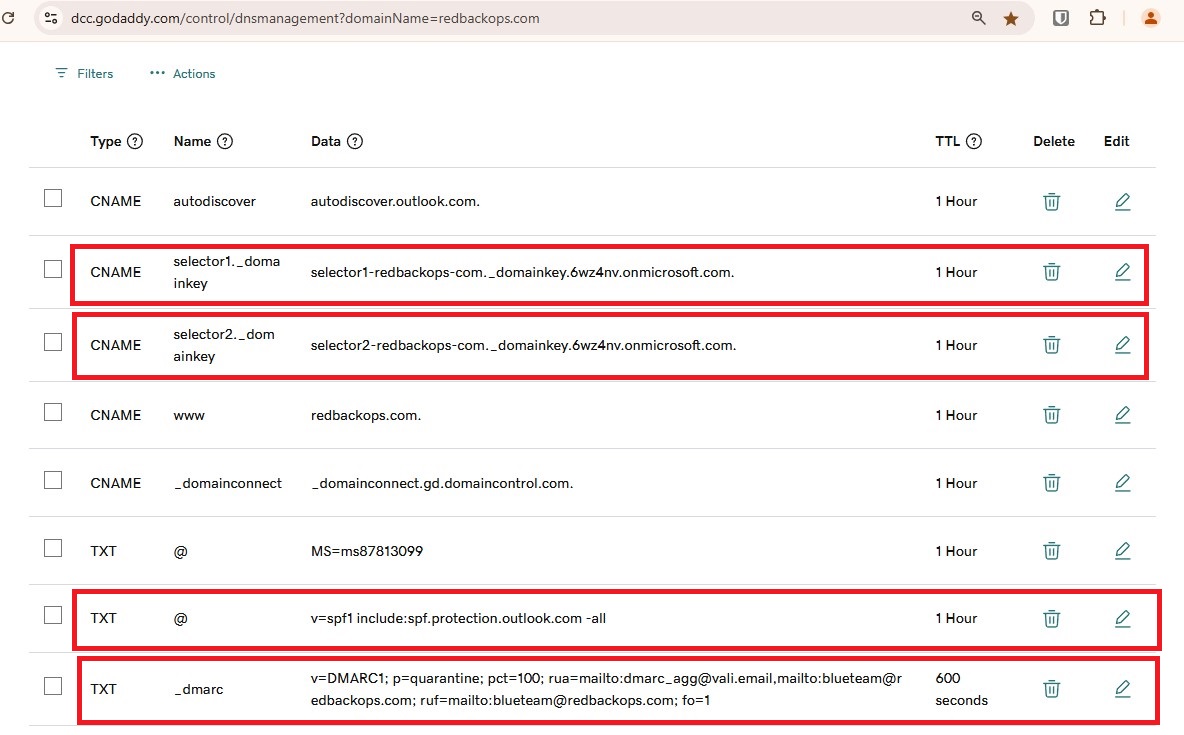 dcc.godaddy.com/control/dnsmanagement?domainName=redbackops.com
Filters Actions
Type Name Data TTL Delete Edit
CNAME autodiscover autodiscover.outlook.com. 1 Hour
CNAME selector1._doma
inkey selector1-redbackops-com._domainkey.6wz4nv.onmicrosoft.com. 1 Hour
CNAME selector2._dom
ainkey selector2-redbackops-com._domainkey.6wz4nv.onmicrosoft.com. 1 Hour
CNAME www redbackops.com. 1 Hour
CNAME _domainconnect _domainconnect.gd.domaincontrol.com. 1 Hour
TXT @ MS=ms87813099 1 Hour
TXT @ v=spf1 include:spf.protection.outlook.com -all 1 Hour
TXT _dmarc v=DMARC1; p=quarantine; pct=100; rua=mailto:dmarc_agg@vali.email,mailto:blueteam@r 600
edbackops.com; ruf=mailto:blueteam@redbackops.com; fo=1 seconds